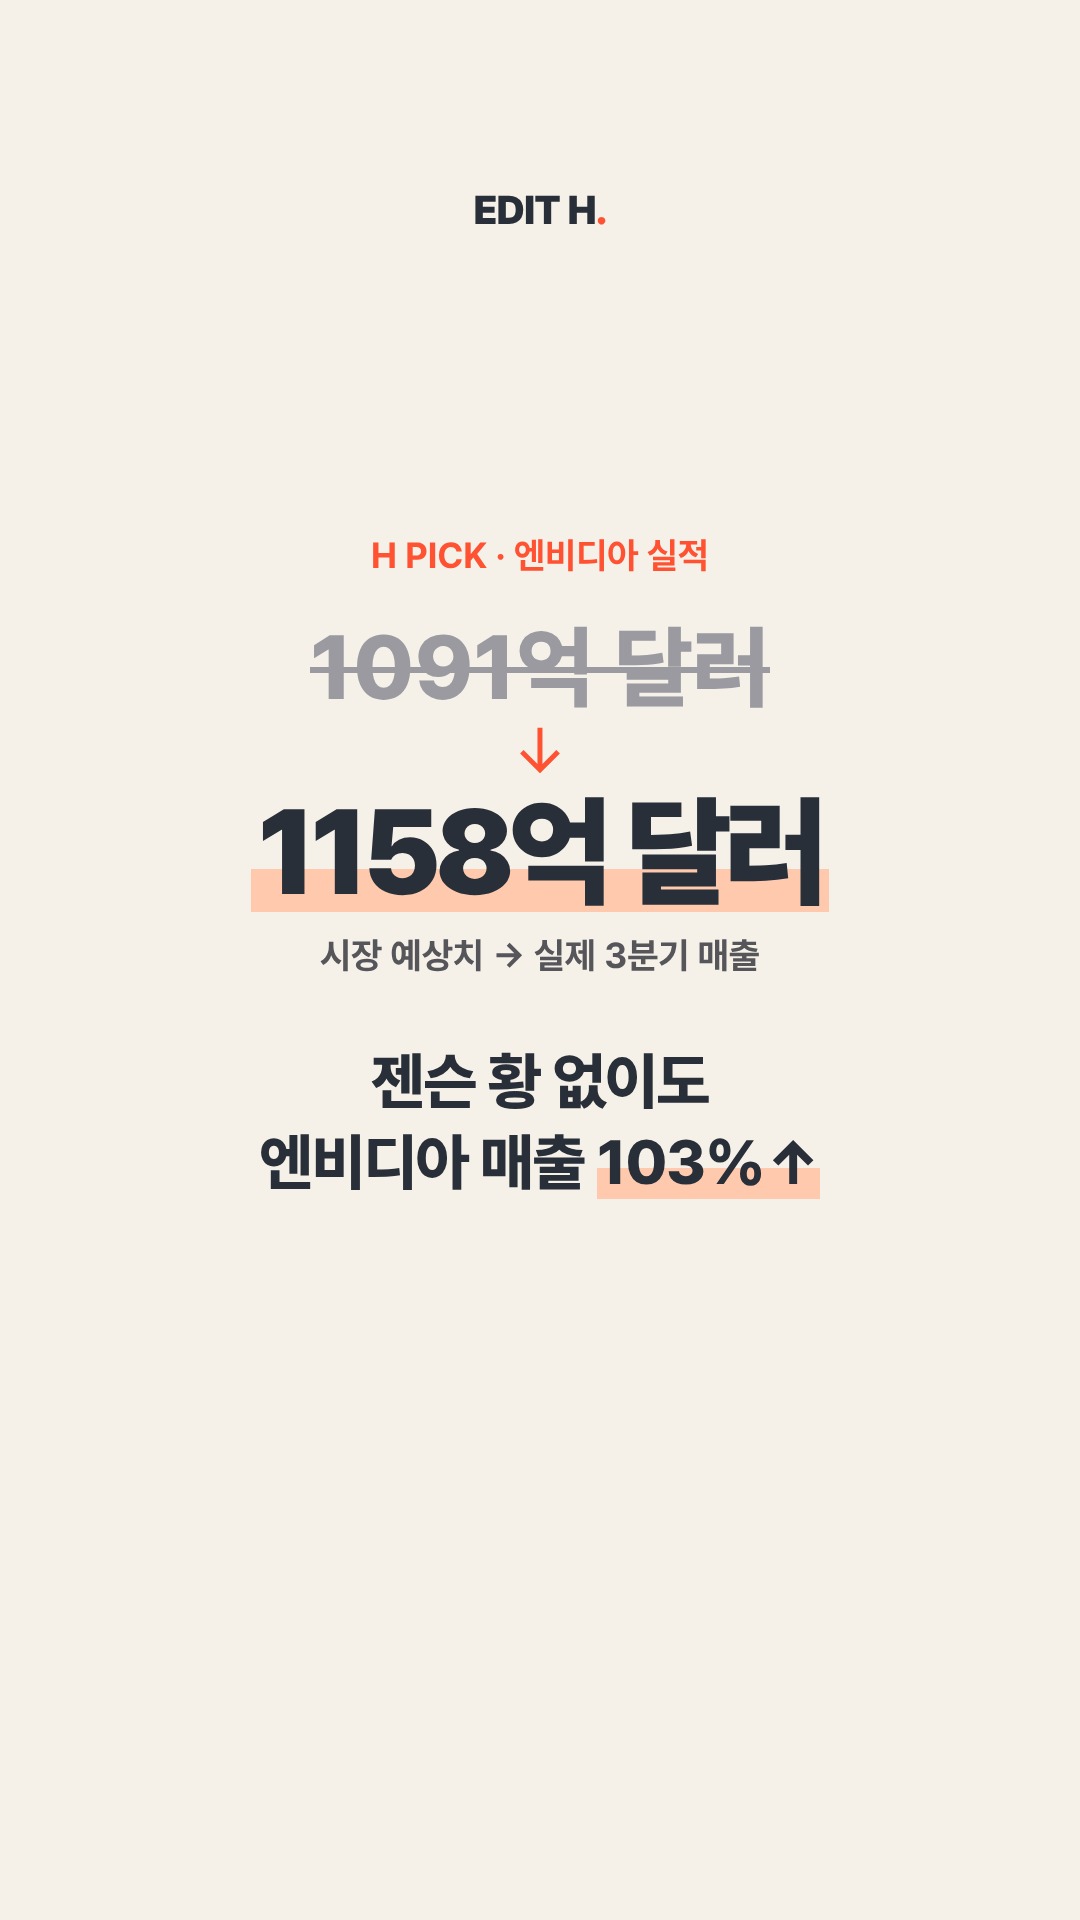 EDIT H.
H PICK · 엔비디아 실적
1091억 달러
↓
1158억 달러
시장 예상치 → 실제 3분기 매출
젠슨 황 없이도
엔비디아 매출 103%↑